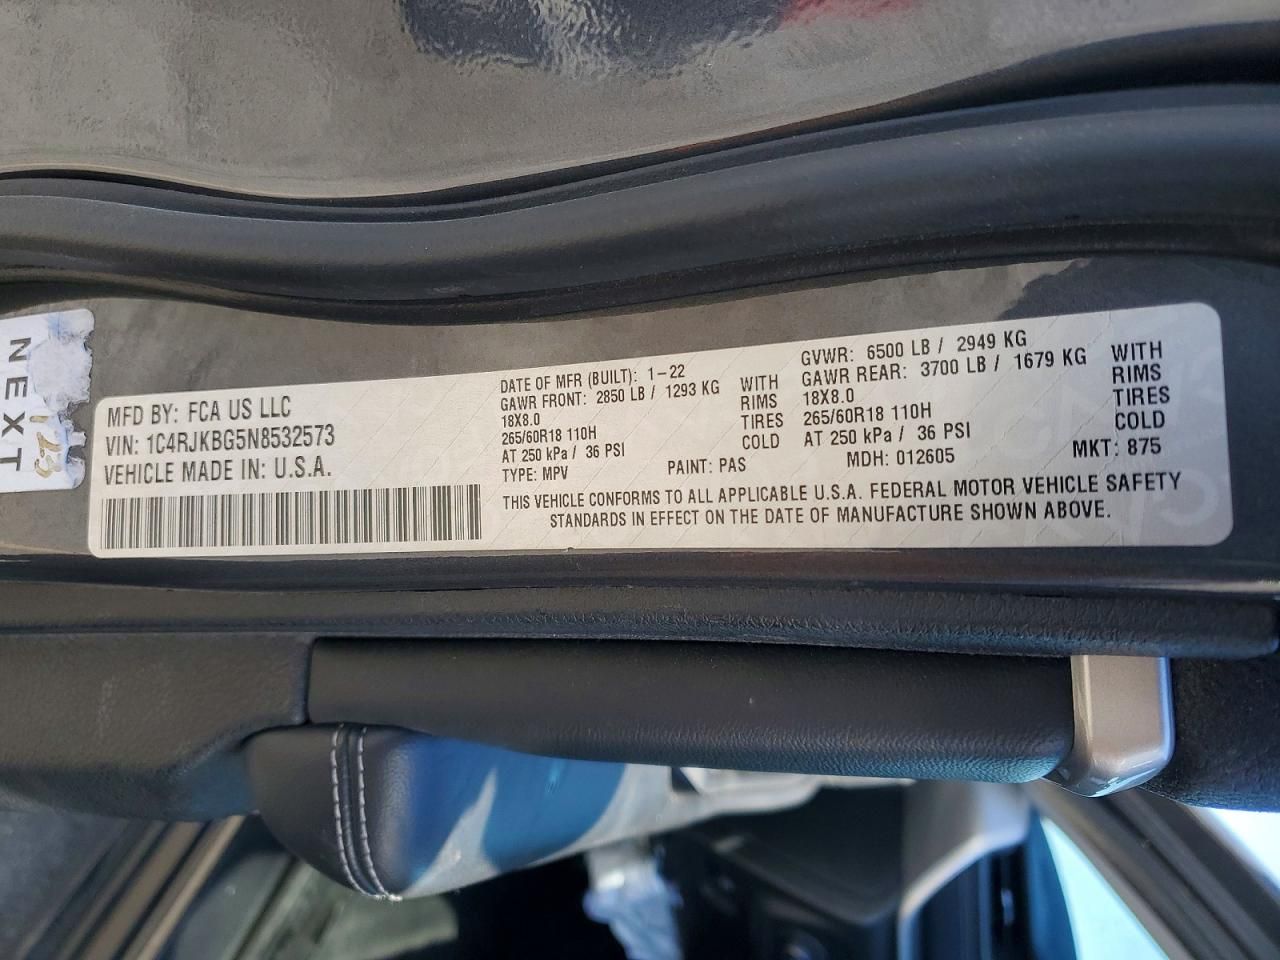 NEXT
1 23
MFD BY: FCA US LLC
VIN: 1C4RJKBG5N8532573
VEHICLE MADE IN: U.S.A.
DATE OF MFR (BUILT): 1-22
GAWR FRONT: 2850 LB / 1293 KG WITH
18X8.0 RIMS
265/60R18 110H TIRES
AT 250 kPa / 36 PSI COLD
TYPE: MPV PAINT: PAS
GVWR: 6500 LB / 2949 KG
GAWR REAR: 3700 LB / 1679 KG WITH
18X8.0 RIMS
265/60R18 110H TIRES
AT 250 kPa / 36 PSI COLD
MDH: 012605 MKT: 875
THIS VEHICLE CONFORMS TO ALL APPLICABLE U.S.A. FEDERAL MOTOR VEHICLE SAFETY
STANDARDS IN EFFECT ON THE DATE OF MANUFACTURE SHOWN ABOVE.